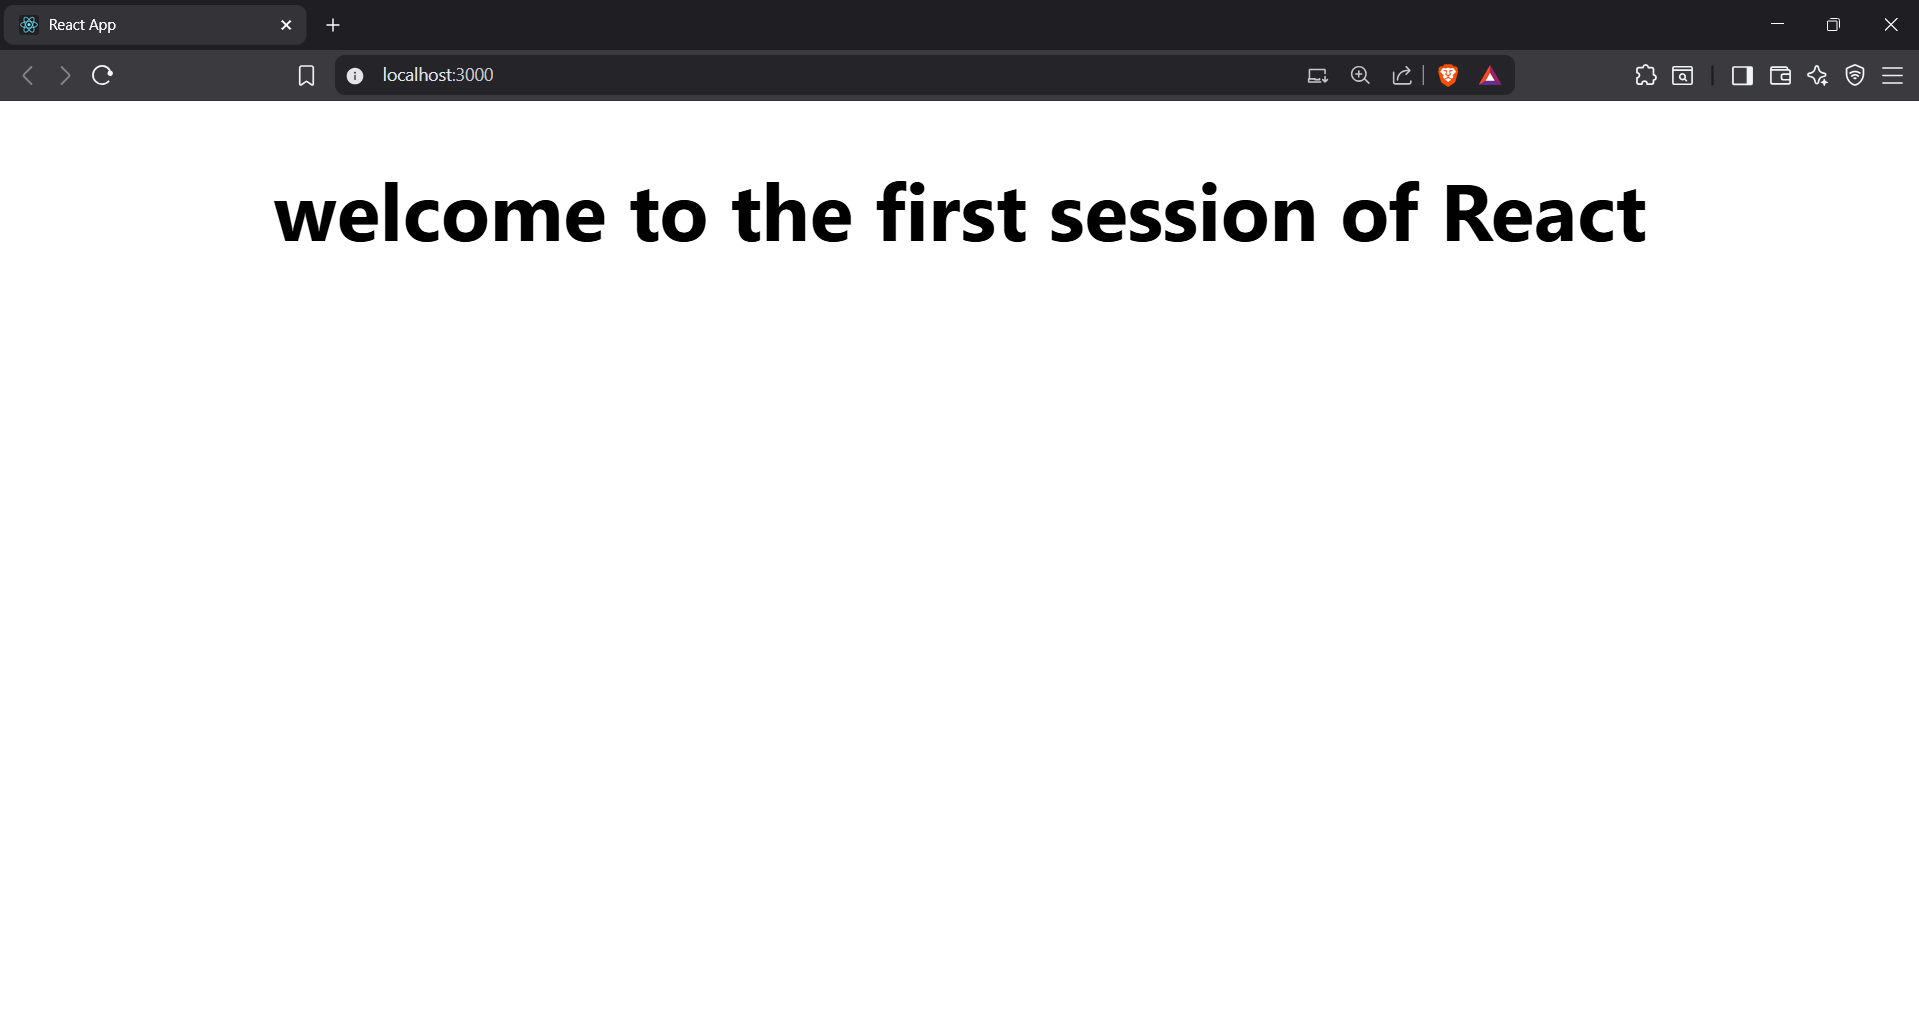 React App
localhost:3000
welcome to the first session of React